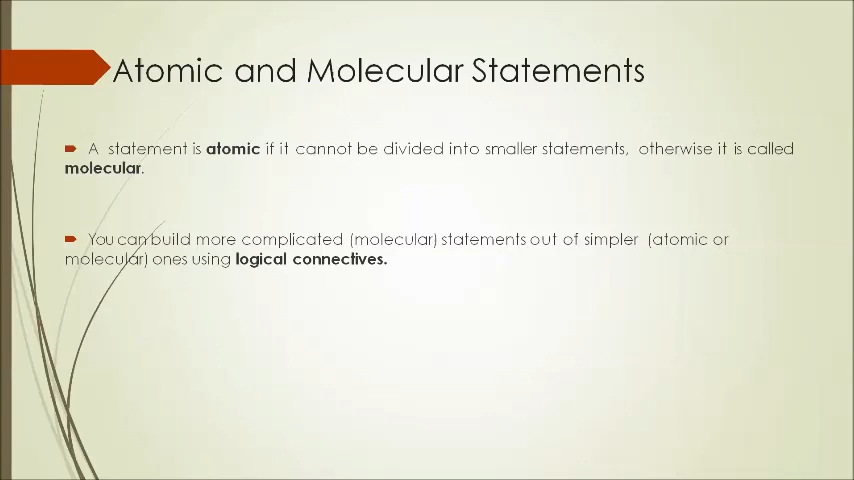 Atomic and Molecular Statements
A statement is atomic if it cannot be divided into smaller statements, otherwise it is called
molecular.
You can build more complicated (molecular) statements out of simpler (atomic or
molecular) ones using logical connectives.